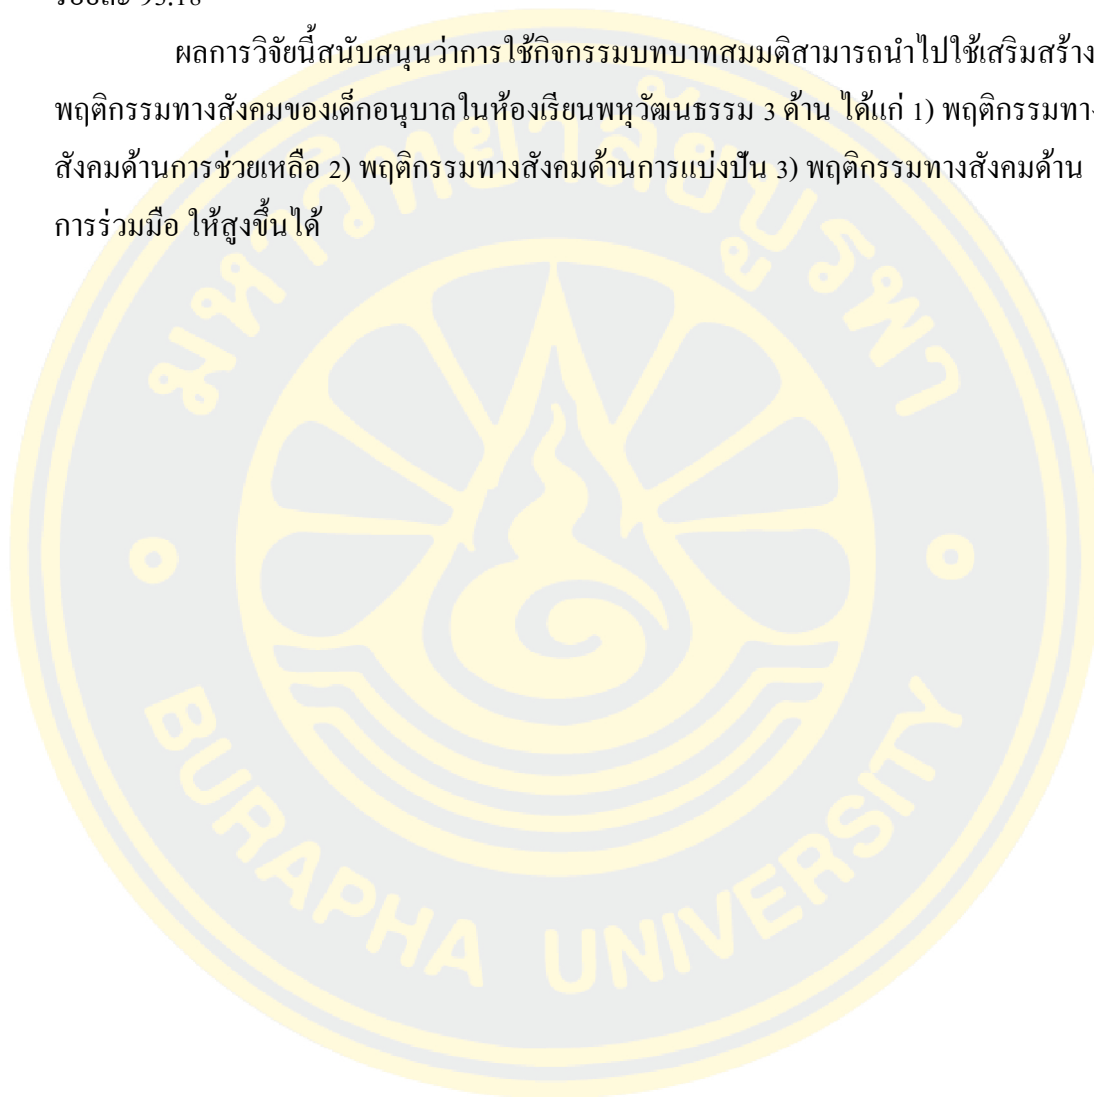 ร้อยละ 95.18
ผลการวิจัยนี้สนับสนุนว่าการใช้กิจกรรมบทบาทสมมติสามารถนำไปใช้เสริมสร้าง
พฤติกรรมทางสังคมของเด็กอนุบาลในห้องเรียนพหุวัฒนธรรม 3 ด้าน ได้แก่ 1) พฤติกรรมทาง
สังคมด้านการช่วยเหลือ 2) พฤติกรรมทางสังคมด้านการแบ่งปัน 3) พฤติกรรมทางสังคมด้าน
การร่วมมือ ให้สูงขึ้นได้
มหาวิทยาลัยบูรพา
BURAPHA UNIVERSITY